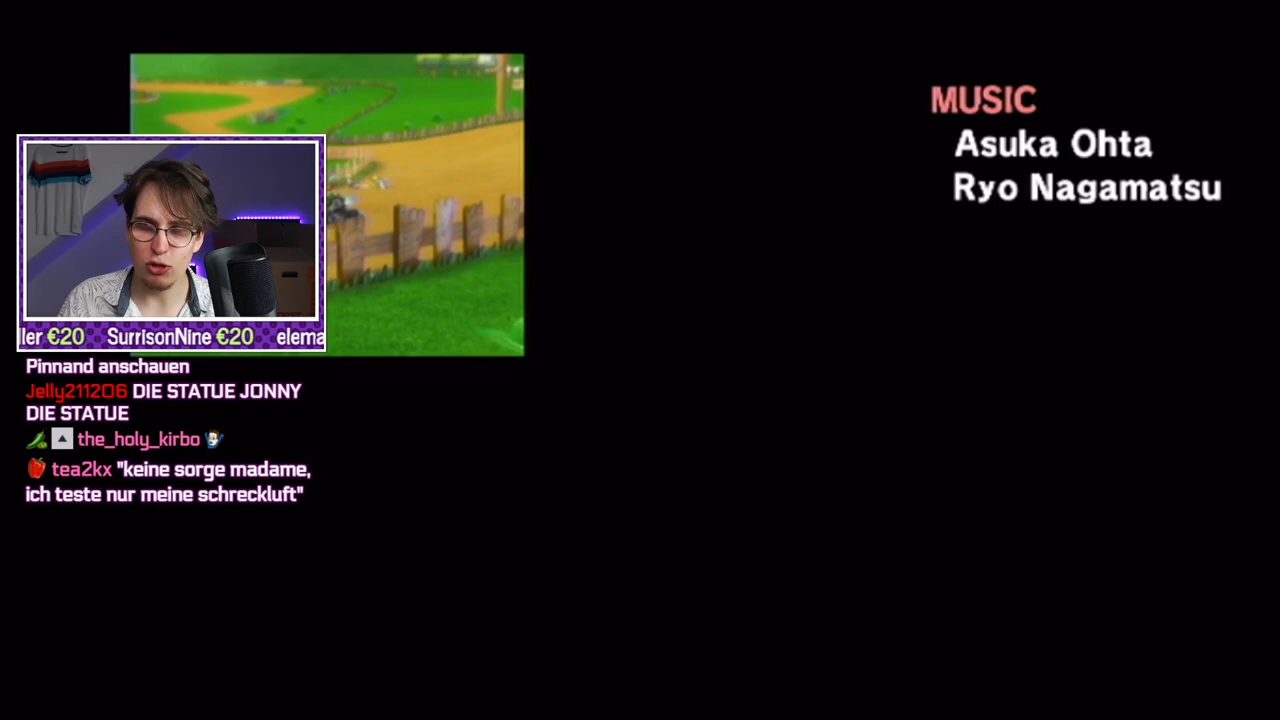 MUSIC
Asuka Ohta
Ryo Nagamatsu
ller €20 SurrisonNine €20 elema
Pinnand anschauen
Jelly211206 DIE STATUE JONNY
DIE STATUE
the_holy_kirbo
tea2kx "keine sorge madame,
ich teste nur meine schreckluft"